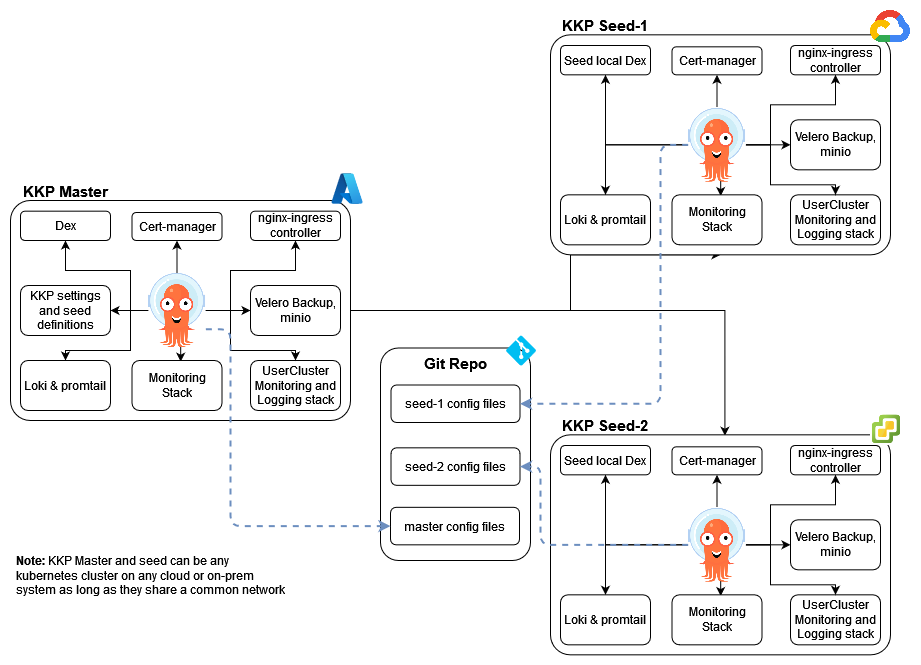 KKP Seed-1
Seed local Dex
Cert-manager
nginx-ingress
controller
Velero Backup,
minio
Loki & promtail
Monitoring
Stack
UserCluster
Monitoring and
Logging stack
KKP Master
Dex
Cert-manager
nginx-ingress
controller
KKP settings
and seed
definitions
Velero Backup,
minio
Loki & promtail
Monitoring
Stack
UserCluster
Monitoring and
Logging stack
Git Repo
seed-1 config files
seed-2 config files
master config files
KKP Seed-2
Seed local Dex
Cert-manager
nginx-ingress
controller
Velero Backup,
minio
Loki & promtail
Monitoring
Stack
UserCluster
Monitoring and
Logging stack
Note: KKP Master and seed can be any
kubernetes cluster on any cloud or on-prem
system as long as they share a common network